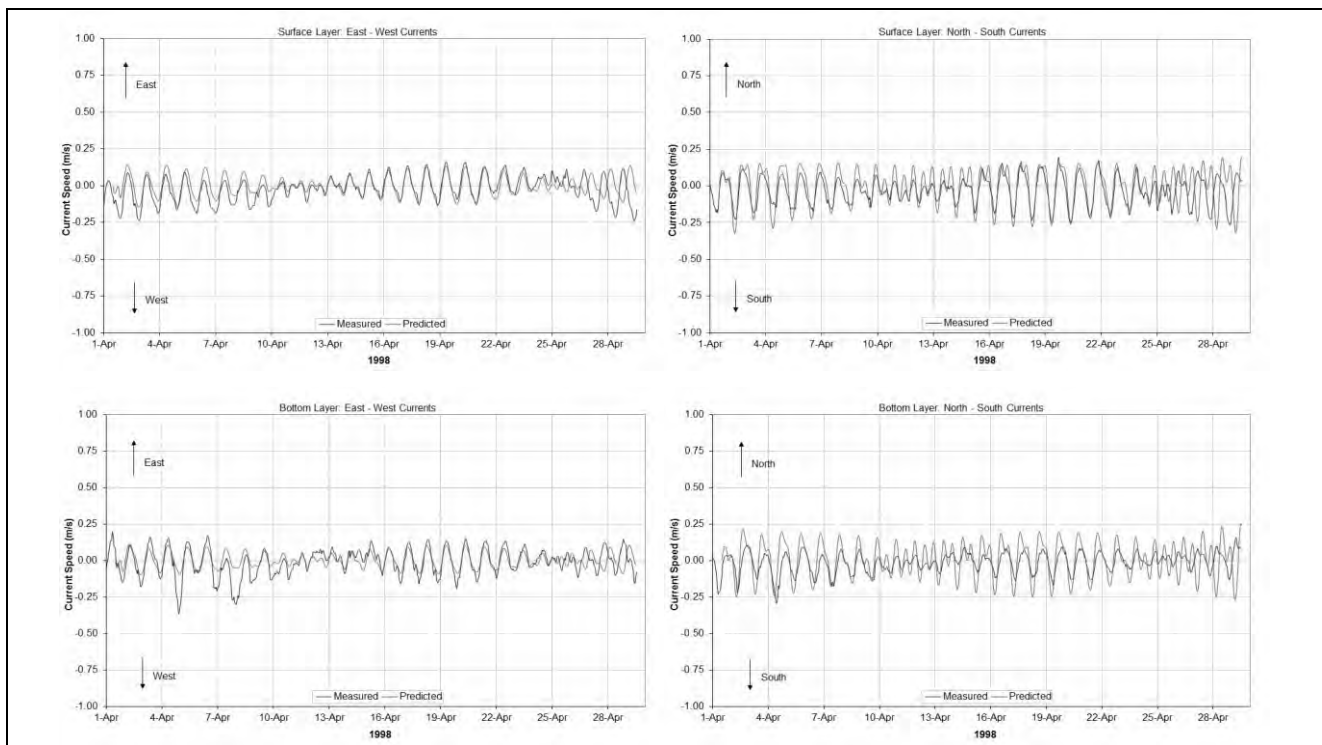 Surface Layer: East - West Currents
1.00
0.75
0.50
0.25
0.00
-0.25
-0.50
-0.75
-1.00
Current Speed (m/s)
East
West
Measured Predicted
1-Apr 4-Apr 7-Apr 10-Apr 13-Apr 16-Apr 19-Apr 22-Apr 25-Apr 28-Apr
1998
Surface Layer: North - South Currents
1.00
0.75
0.50
0.25
0.00
-0.25
-0.50
-0.75
-1.00
Current Speed (m/s)
North
South
Measured Predicted
1-Apr 4-Apr 7-Apr 10-Apr 13-Apr 16-Apr 19-Apr 22-Apr 25-Apr 28-Apr
1998
Bottom Layer: East - West Currents
1.00
0.75
0.50
0.25
0.00
-0.25
-0.50
-0.75
-1.00
Current Speed (m/s)
East
West
Measured Predicted
1-Apr 4-Apr 7-Apr 10-Apr 13-Apr 16-Apr 19-Apr 22-Apr 25-Apr 28-Apr
1998
Bottom Layer: North - South Currents
1.00
0.75
0.50
0.25
0.00
-0.25
-0.50
-0.75
-1.00
Current Speed (m/s)
North
South
Measured Predicted
1-Apr 4-Apr 7-Apr 10-Apr 13-Apr 16-Apr 19-Apr 22-Apr 25-Apr 28-Apr
1998